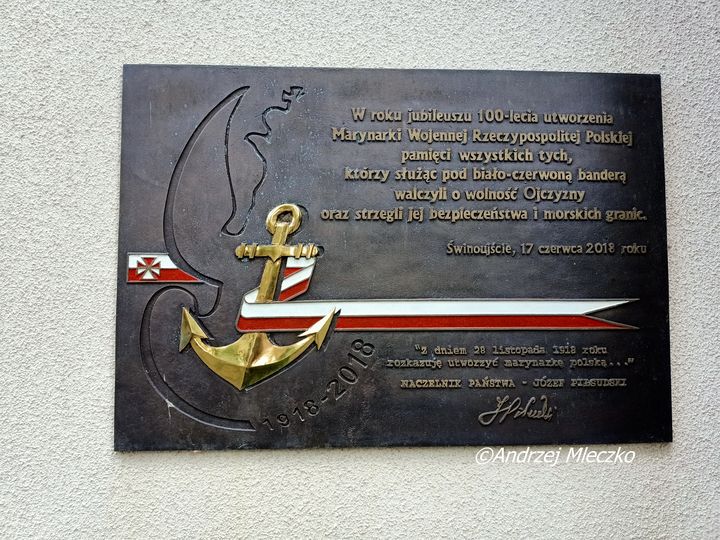 W roku jubileuszu 100-lecia utworzenia
Marynarki Wojennej Rzeczypospolitej Polskiej
pamięci wszystkich tych,
którzy służąc pod biało-czerwoną banderą
walczyli o wolność Ojczyzny
oraz strzegli jej bezpieczeństwa i morskich granic.
Świnoujście, 17 czerwca 2018 roku
"Z dniem 28 listopada 1918 roku
rozkazuję utworzyć marynarkę polską..."
NACZELNIK PAŃSTWA - JÓZEF PIŁSUDSKI
J Piłsudski
1918-2018
©Andrzej Mleczko